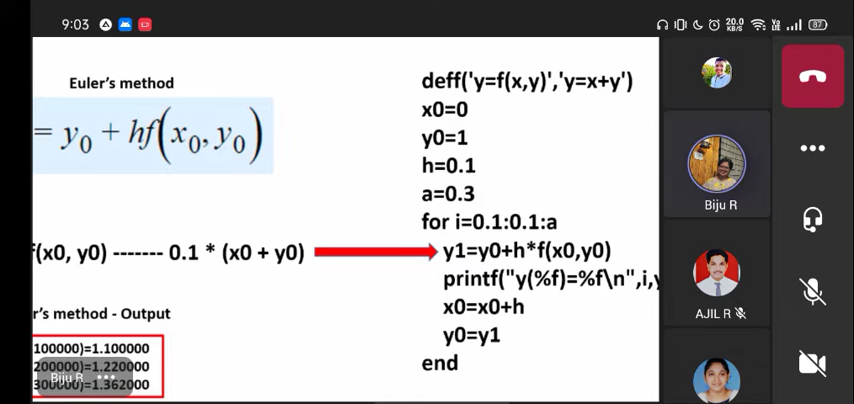 9:03
20.0
KB/S
Vo
LTE
87
Euler's method
= y0 + hf(x0, y0)
f(x0, y0) ------- 0.1 * (x0 + y0)
r's method - Output
100000)=1.100000
200000)=1.220000
300000)=1.362000
Biju R
deff('y=f(x,y)','y=x+y')
x0=0
y0=1
h=0.1
a=0.3
for i=0.1:0.1:a
y1=y0+h*f(x0,y0)
printf("y(%f)=%f\n",i,y
x0=x0+h
y0=y1
end
Biju R
AJIL R